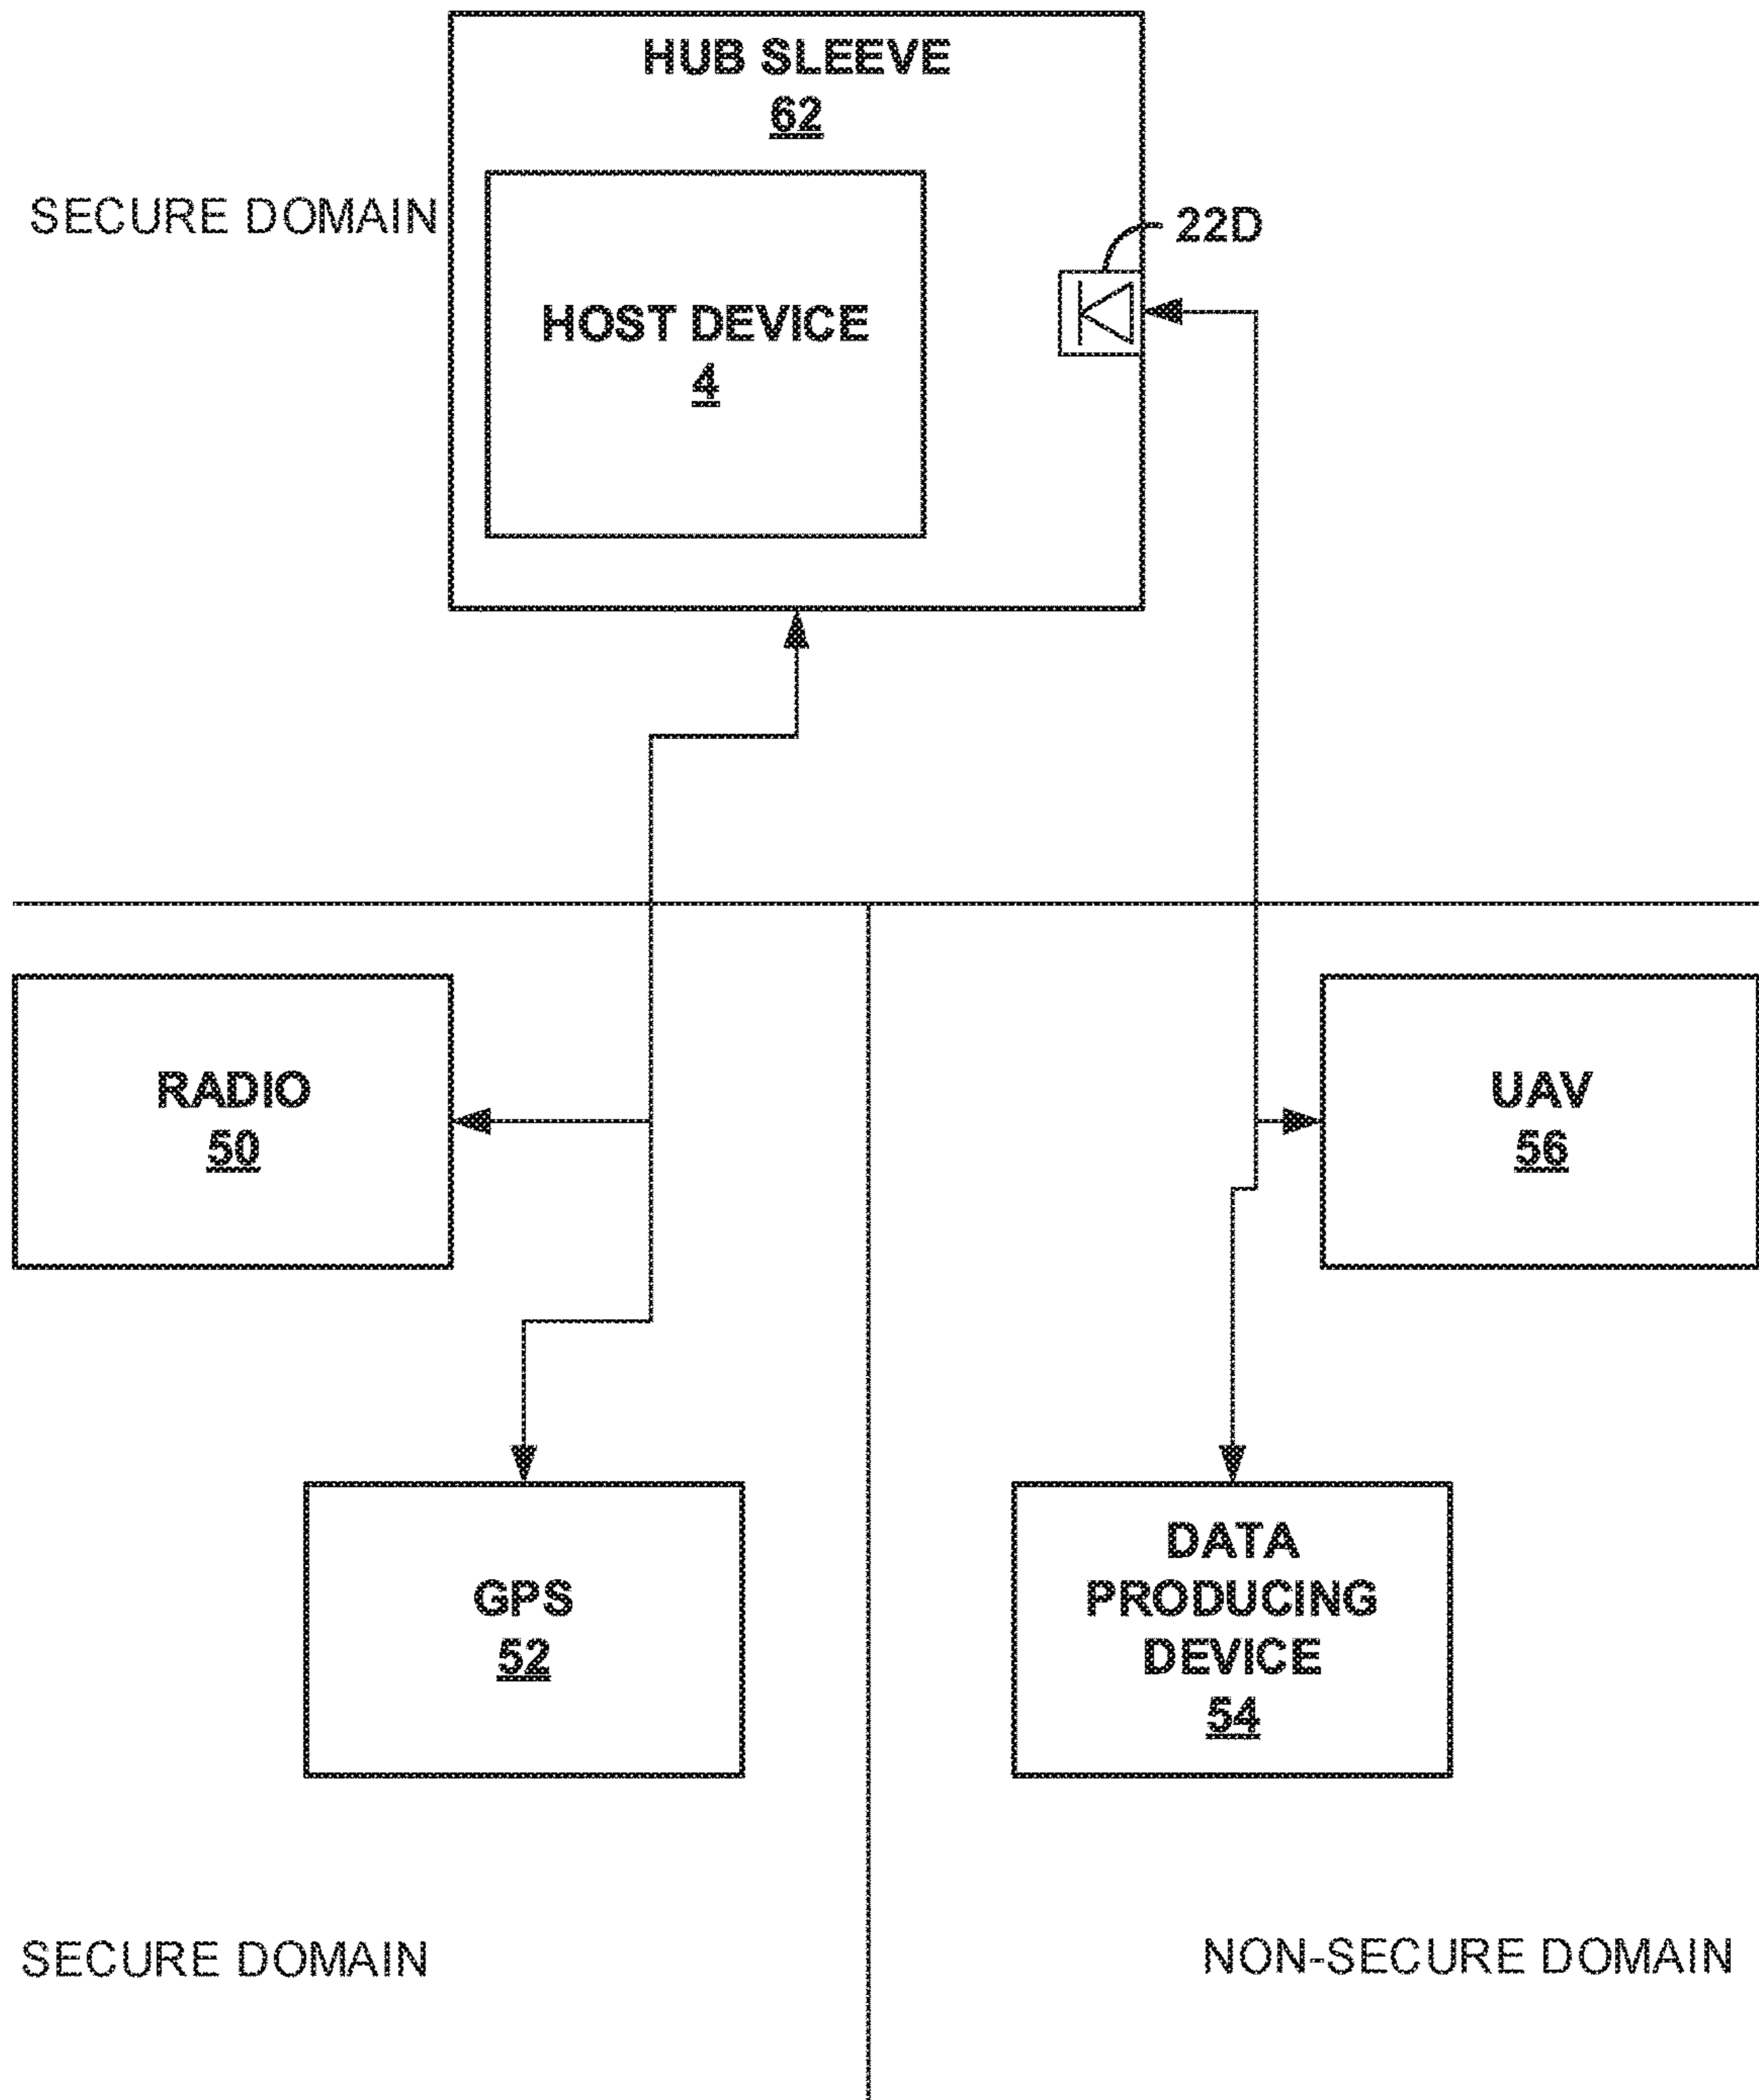 HUB SLEEVE
62
SECURE DOMAIN
22D
HOST DEVICE
4
RADIO
50
UAV
56
GPS
52
DATA
PRODUCING
DEVICE
54
SECURE DOMAIN
NON-SECURE DOMAIN